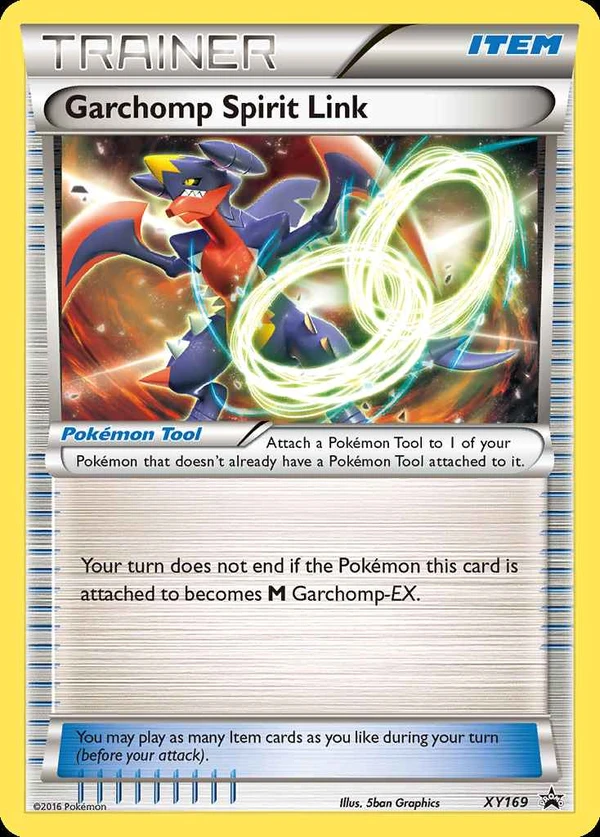 TRAINER
ITEM
Garchomp Spirit Link
Pokémon Tool
Attach a Pokémon Tool to 1 of your
Pokémon that doesn't already have a Pokémon Tool attached to it.
Your turn does not end if the Pokémon this card is
attached to becomes M Garchomp-EX.
You may play as many Item cards as you like during your turn
(before your attack).
©2016 Pokémon
Illus. 5ban Graphics
XY169
PROMO